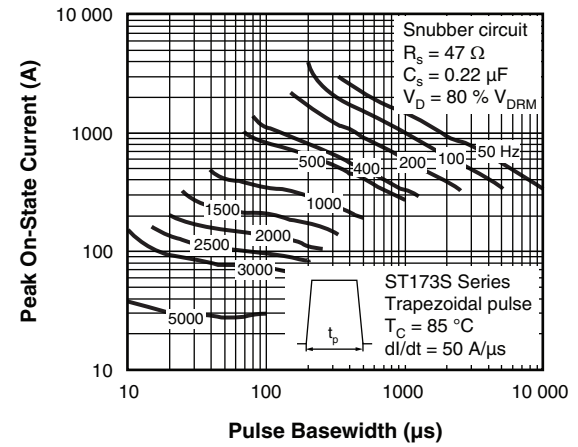 10 000
1000
100
10
Peak On-State Current (A)
Snubber circuit
Rs = 47 Ω
Cs = 0.22 µF
VD = 80 % VDRM
50 Hz
100
200
400
500
1000
1500
2000
2500
3000
5000
ST173S Series
Trapezoidal pulse
TC = 85 °C
dI/dt = 50 A/µs
tp
10
100
1000
10 000
Pulse Basewidth (µs)